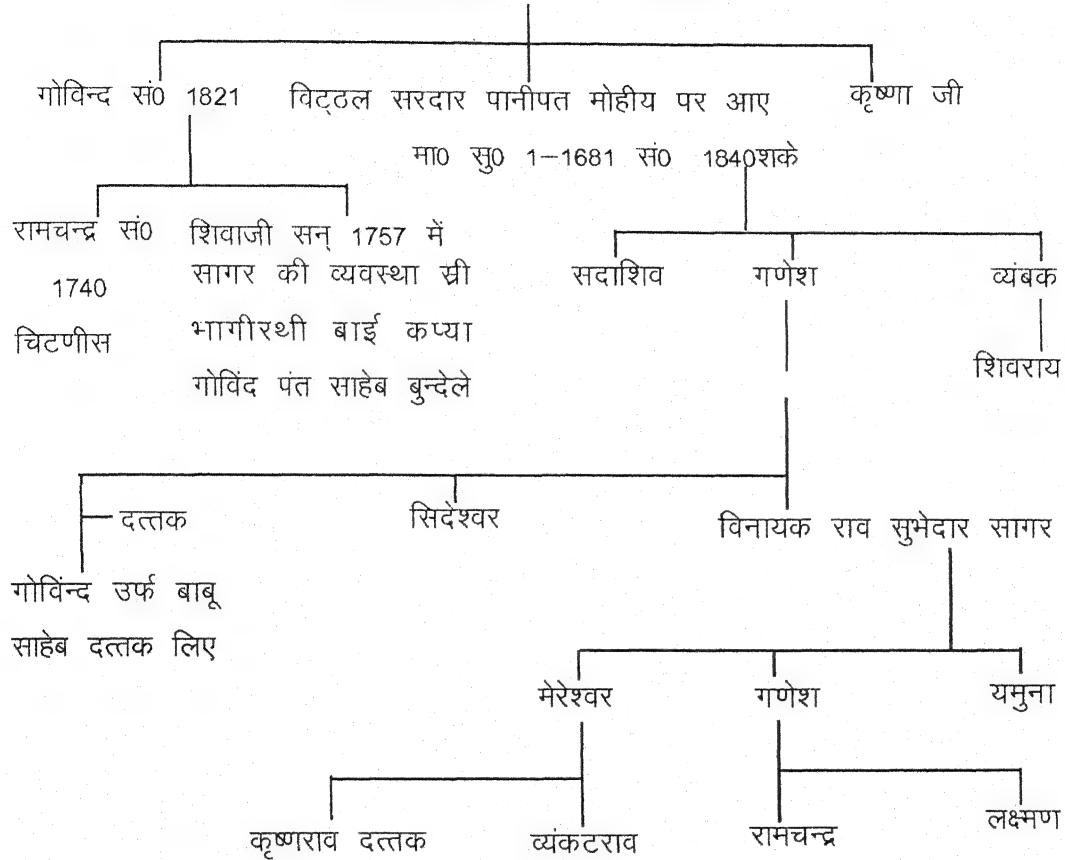 गोविन्द सं0 1821 विट्ठल सरदार पानीपत मोहीय पर आए कृष्णा जी
मा0 सु0 1–1681 सं0 1840शके
रामचन्द्र सं0 शिवाजी सन् 1757 में
सदाशिव गणेश व्यंबक
1740 सागर की व्यवस्था स्री
चिटणीस भागीरथी बाई कप्या
शिवराय
गोविंद पंत साहेब बुन्देले
दत्तक सिदेश्वर विनायक राव सुभेदार सागर
गोविंन्द उर्फ बाबू
साहेब दत्तक लिए
मेरेश्वर गणेश यमुना
कृष्णराव दत्तक व्यंकटराव रामचन्द्र लक्ष्मण